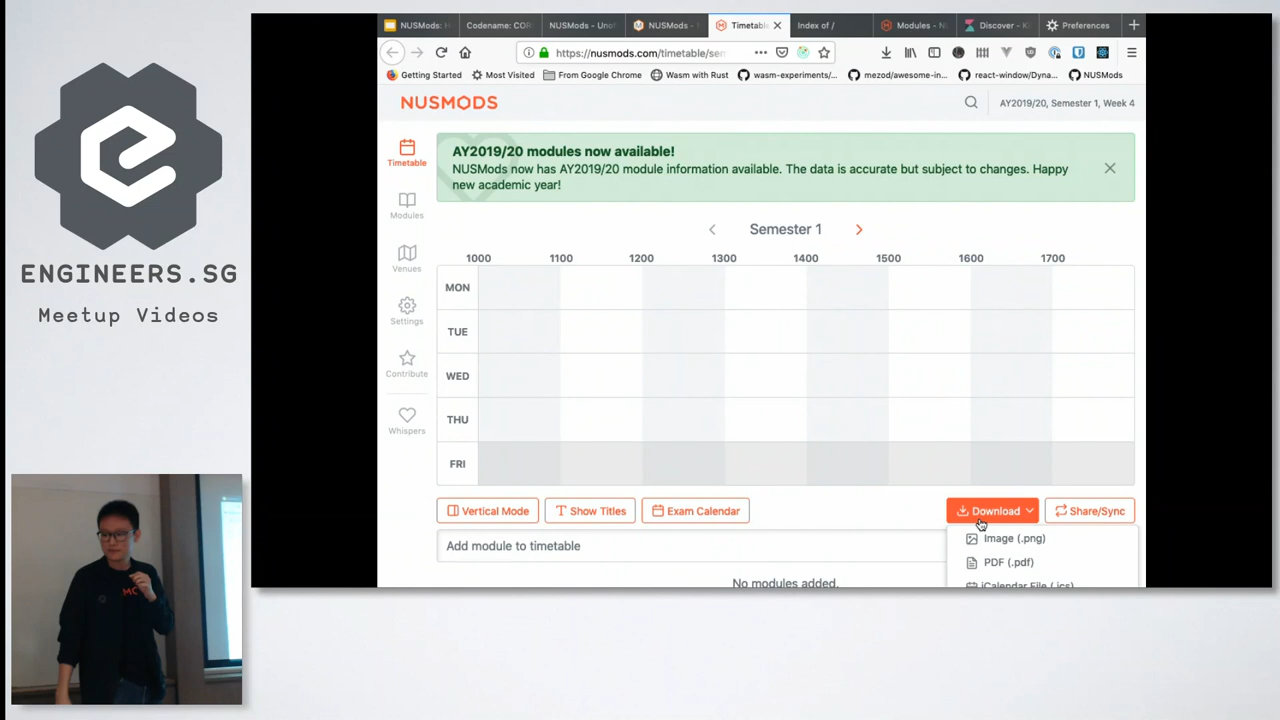 NUSMods: H
Codename: COR
NUSMods - Uno
NUSMods -
Timetable
Index of /
Modules - NU
Discover – K
Preferences
https://nusmods.com/timetable/sem
Getting Started
Most Visited
From Google Chrome
Wasm with Rust
wasm-experiments/...
mezod/awesome-in...
react-window/Dyna...
NUSMods
NUSMODS
AY2019/20, Semester 1, Week 4
Timetable
Modules
Venues
Settings
Contribute
Whispers
AY2019/20 modules now available!
NUSMods now has AY2019/20 module information available. The data is accurate but subject to changes. Happy
new academic year!
Semester 1
1000 1100 1200 1300 1400 1500 1600 1700
MON
TUE
WED
THU
FRI
Vertical Mode
Show Titles
Exam Calendar
Download
Share/Sync
Add module to timetable
Image (.png)
PDF (.pdf)
iCalendar File (.ics)
No modules added.
ENGINEERS.SG
Meetup Videos